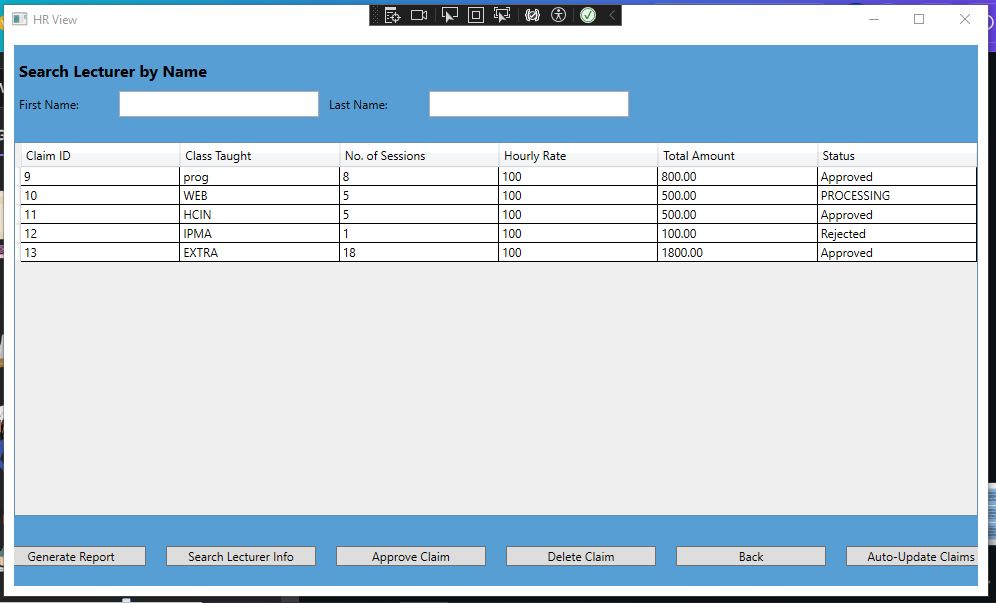 HR View
Search Lecturer by Name
First Name: Last Name:
Claim ID Class Taught No. of Sessions Hourly Rate Total Amount Status
9 prog 8 100 800.00 Approved
10 WEB 5 100 500.00 PROCESSING
11 HCIN 5 100 500.00 Approved
12 IPMA 1 100 100.00 Rejected
13 EXTRA 18 100 1800.00 Approved
Generate Report Search Lecturer Info Approve Claim Delete Claim Back Auto-Update Claims